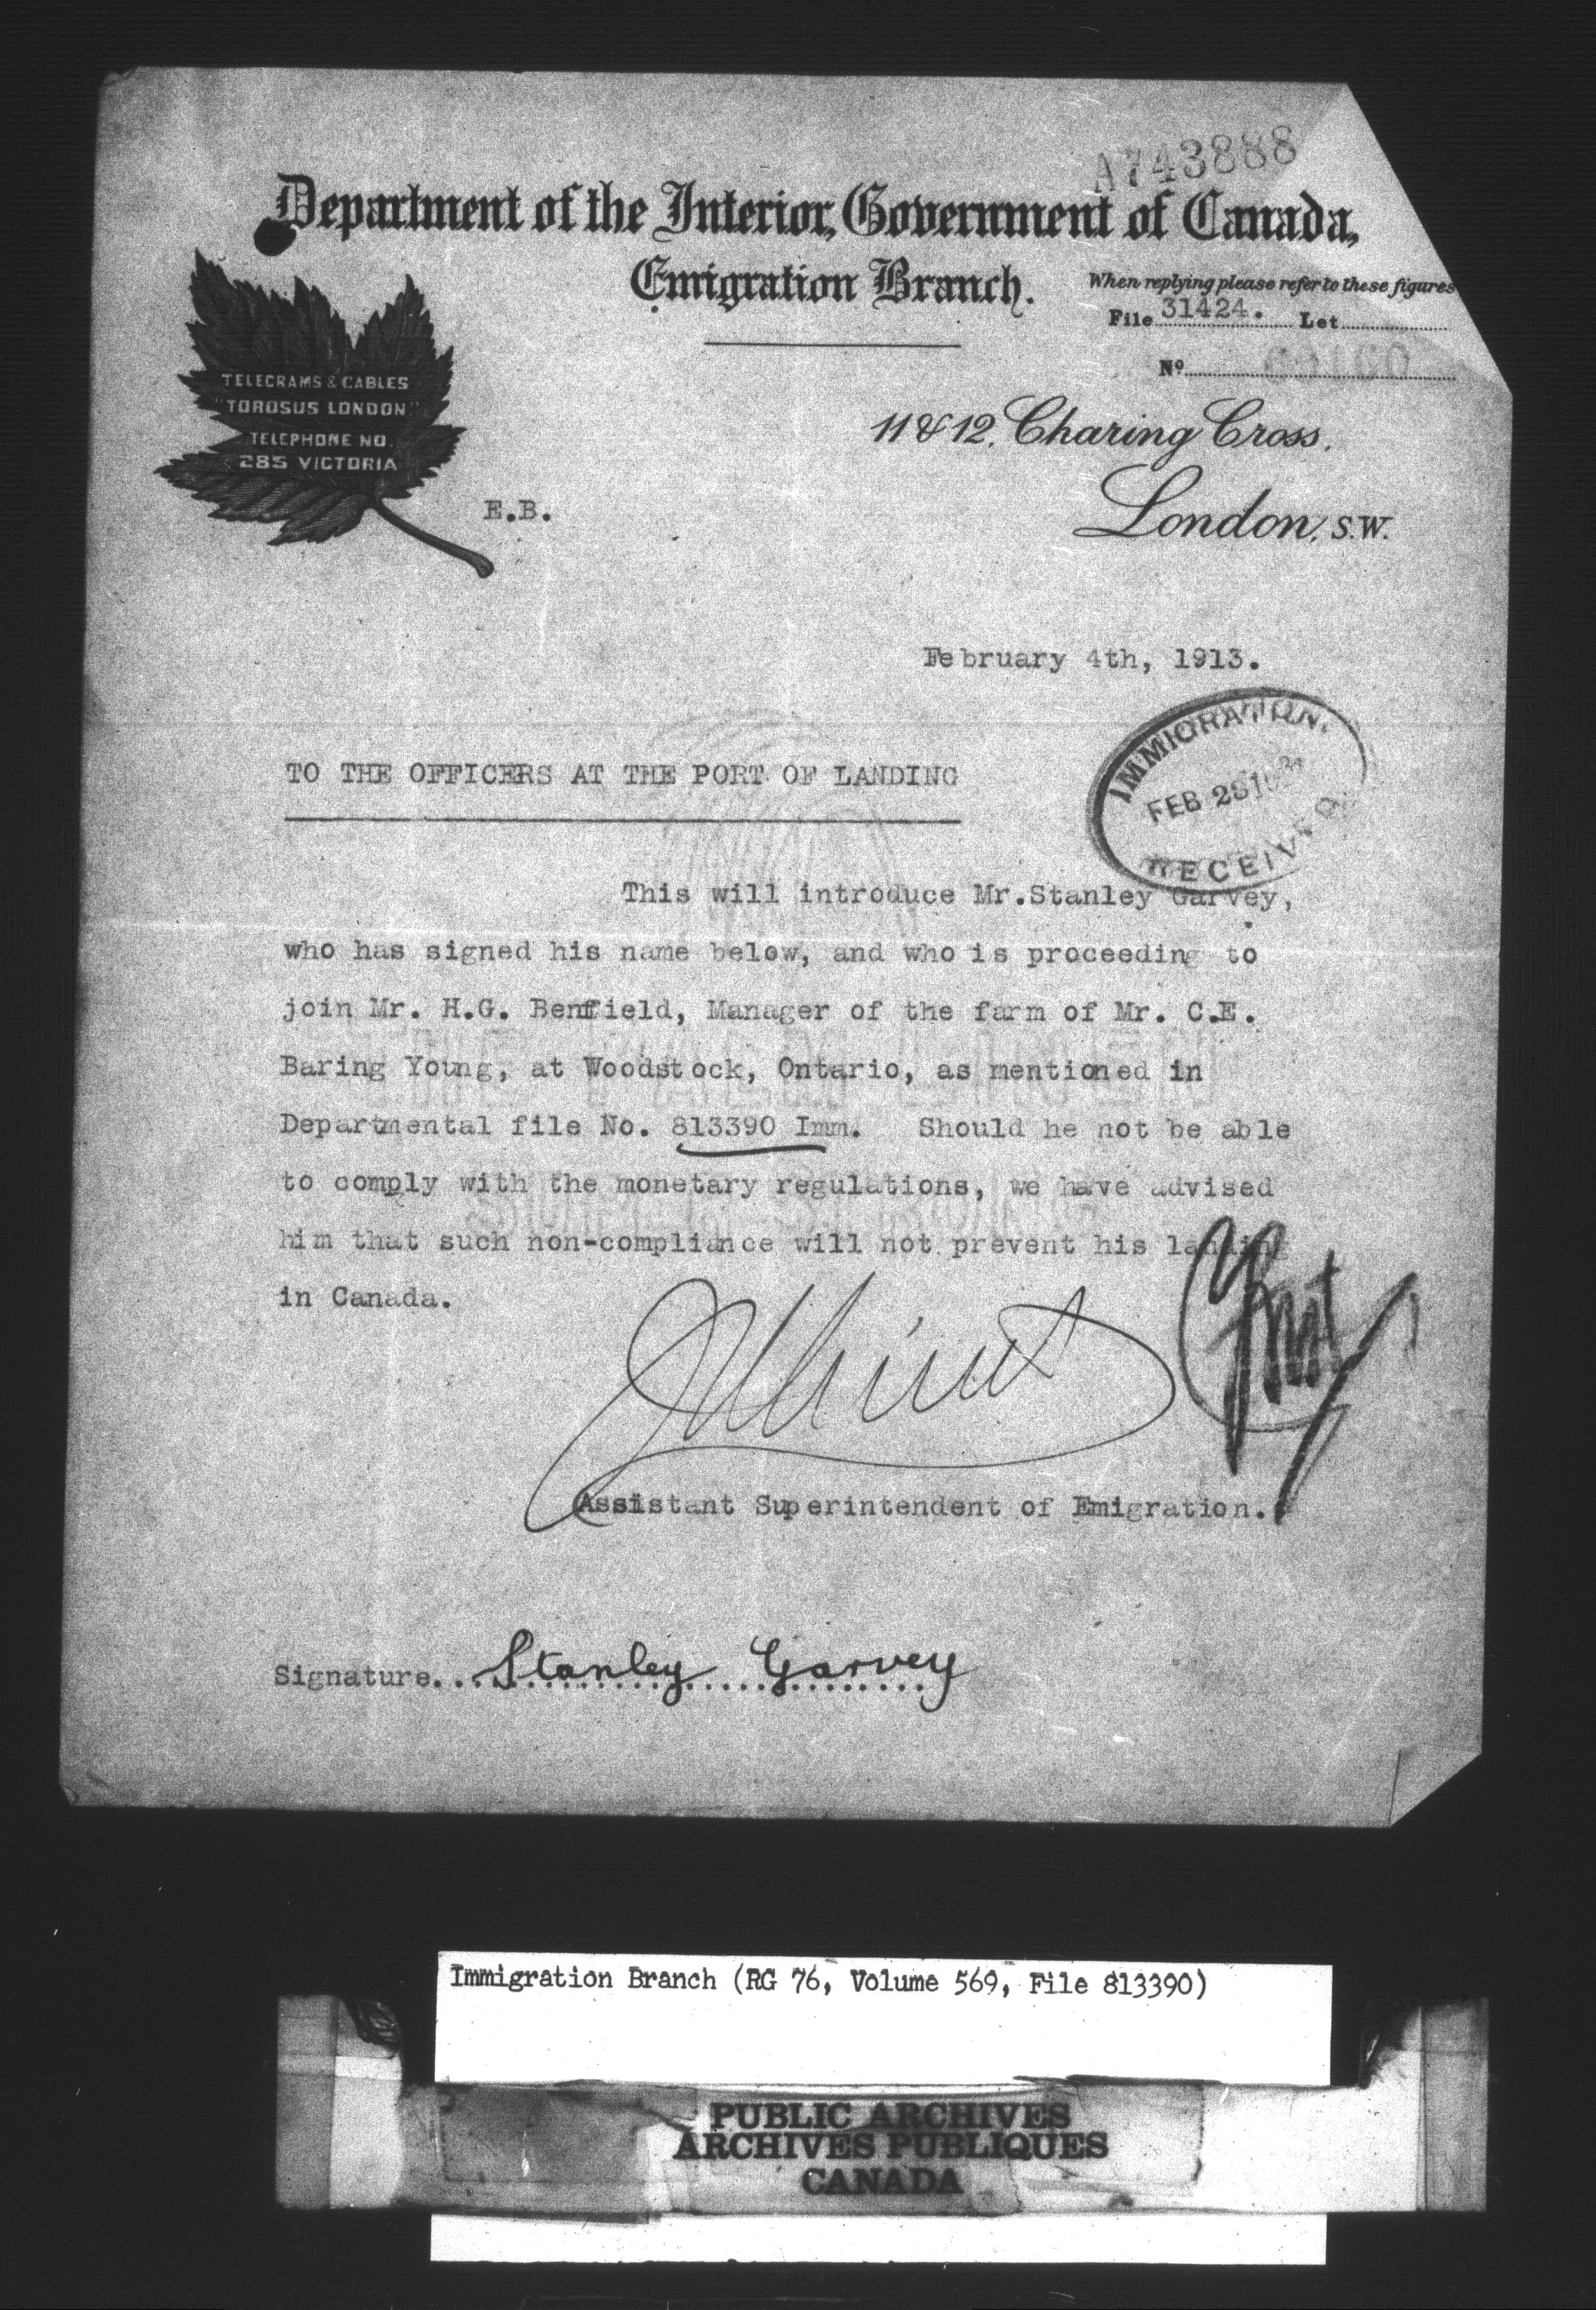 A743888
Department of the Interior, Government of Canada,
Emigration Branch.
When replying please refer to these figures
File 31424. Let
No
TELEGRAMS & CABLES
"TOROSUS LONDON"
TELEPHONE NO.
285 VICTORIA
11 & 12, Charing Cross,
London, S.W.
E.B.
February 4th, 1913.
IMMIGRATION.
FEB 28
RECEIVED
TO THE OFFICERS AT THE PORT OF LANDING
This will introduce Mr.Stanley Garvey,
who has signed his name below, and who is proceeding to
join Mr. H.G. Benfield, Manager of the farm of Mr. C.E.
Baring Young, at Woodstock, Ontario, as mentioned in
Departmental file No. 813390 Imm. Should he not be able
to comply with the monetary regulations, we have advised
him that such non-compliance will not prevent his landing
in Canada.
Assistant Superintendent of Emigration.
Signature... Stanley Garvey
Immigration Branch (RG 76, Volume 569, File 813390)
PUBLIC ARCHIVES
ARCHIVES PUBLIQUES
CANADA